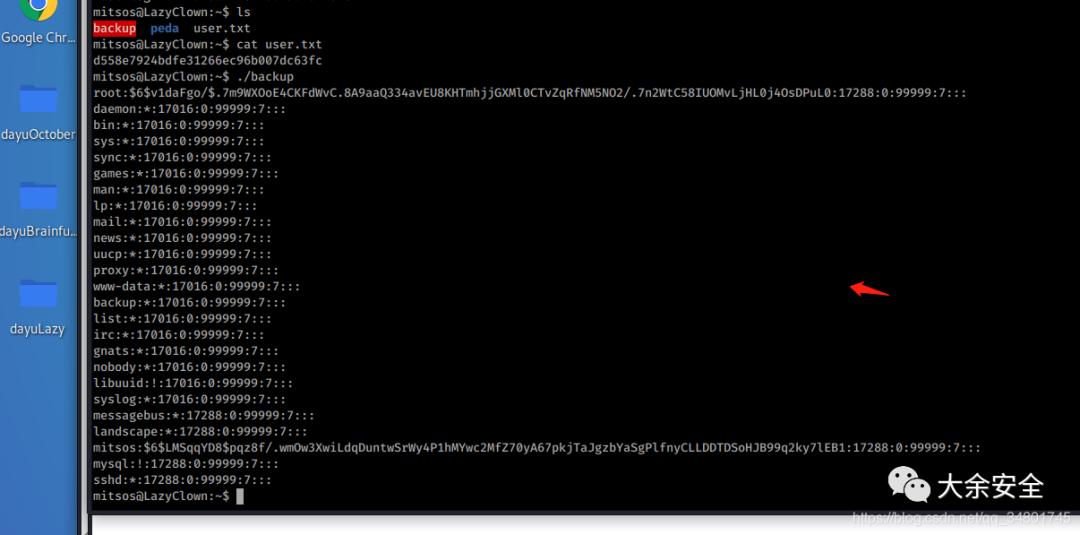 mitsos@LazyClown:~$ ls
backup peda user.txt
mitsos@LazyClown:~$ cat user.txt
d558e7924bdfe31266ec96b007dc63fc
mitsos@LazyClown:~$ ./backup
root:$6$v1daFgo/$.7m9WXOoE4CKFdWvC.8A9aaQ334avEU8KHTmhjjGXMl0CTvZqRfNM5NO2/.7n2WtC58IUOMvLjHL0j4OsDPuL0:17288:0:99999:7:::
daemon:*:17016:0:99999:7:::
bin:*:17016:0:99999:7:::
sys:*:17016:0:99999:7:::
sync:*:17016:0:99999:7:::
games:*:17016:0:99999:7:::
man:*:17016:0:99999:7:::
lp:*:17016:0:99999:7:::
mail:*:17016:0:99999:7:::
news:*:17016:0:99999:7:::
uucp:*:17016:0:99999:7:::
proxy:*:17016:0:99999:7:::
www-data:*:17016:0:99999:7:::
backup:*:17016:0:99999:7:::
list:*:17016:0:99999:7:::
irc:*:17016:0:99999:7:::
gnats:*:17016:0:99999:7:::
nobody:*:17016:0:99999:7:::
libuuid:!:17016:0:99999:7:::
syslog:*:17016:0:99999:7:::
messagebus:*:17288:0:99999:7:::
landscape:*:17288:0:99999:7:::
mitsos:$6$LMSqqYD8$pqz8f/.wmOw3XwiLdqDuntwSrWy4P1hMYwc2MfZ70yA67pkjTaJgzbYaSgPlfnyCLLDDTDSoHJB99q2ky7lEB1:17288:0:99999:7:::
mysql:!:17288:0:99999:7:::
sshd:*:17288:0:99999:7:::
mitsos@LazyClown:~$
Google Chr...
dayuOctober
dayuBrainfu...
dayuLazy
大余安全
https://blog.csdn.net/qq_34801745